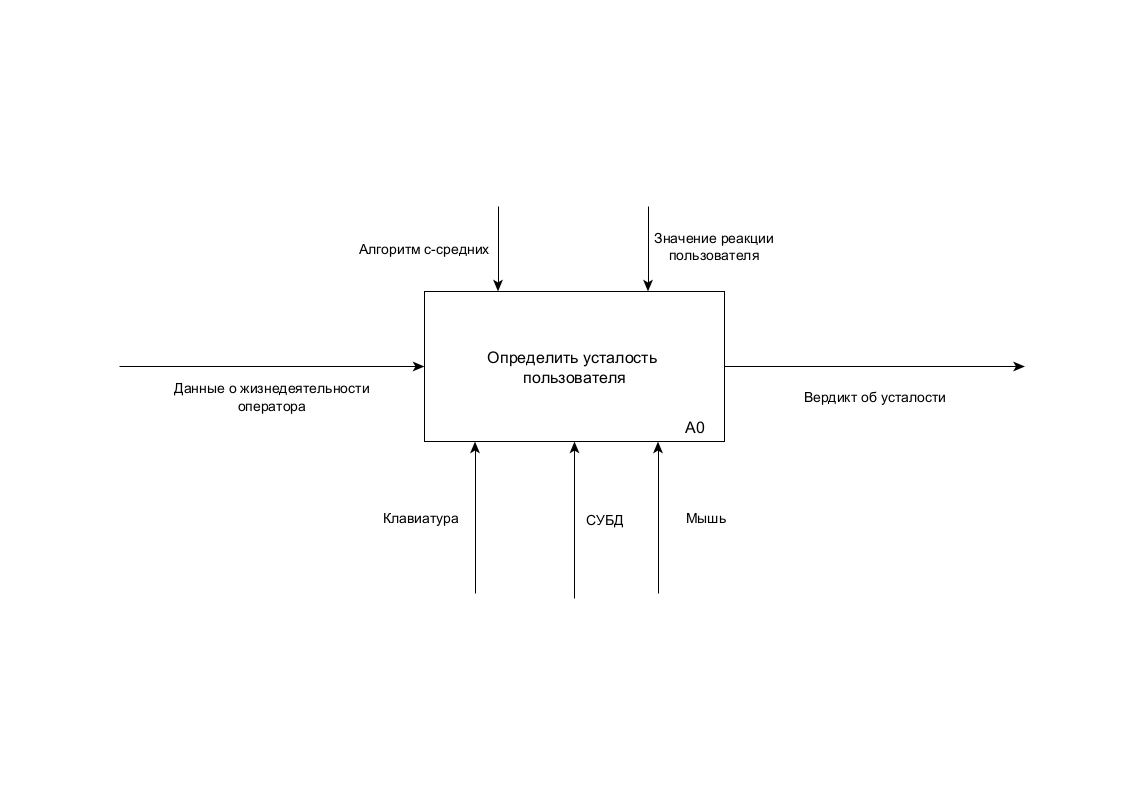 Алгоритм с-средних
Значение реакции
пользователя
Определить усталость
пользователя
Данные о жизнедеятельности
оператора
Вердикт об усталости
A0
Клавиатура
СУБД
Мышь